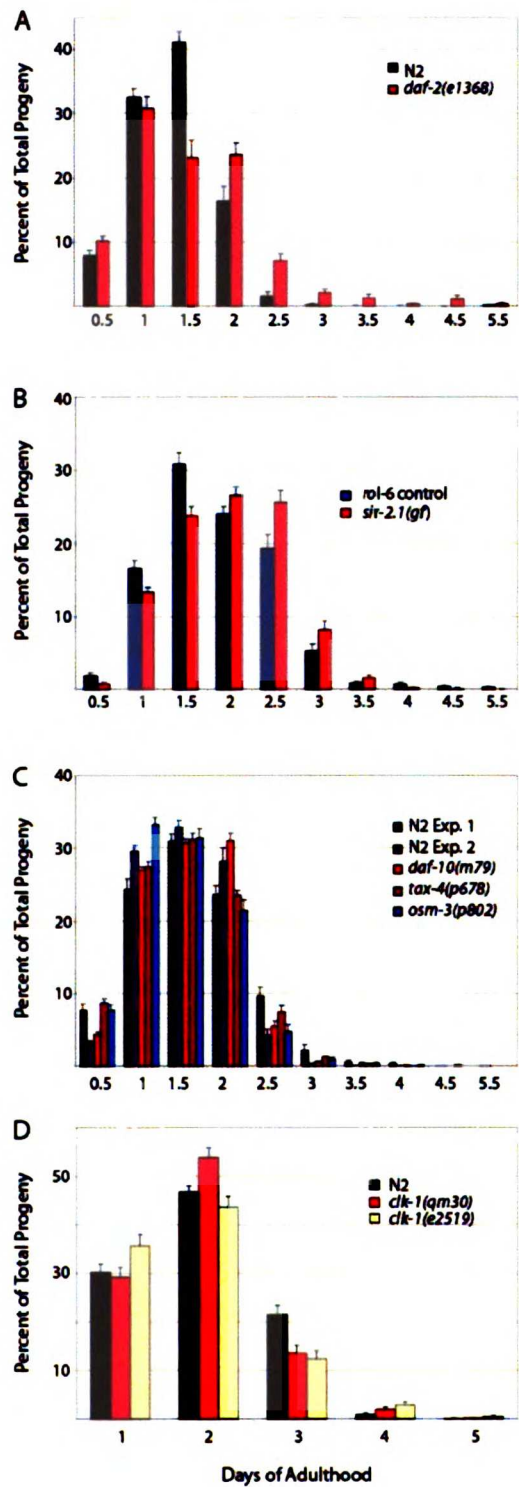 A
Percent of Total Progeny
40
30
20
10
N2
daf-2(e1368)
0.5 1 1.5 2 2.5 3 3.5 4 4.5 5.5
B
Percent of Total Progeny
40
30
20
10
rol-6 control
sir-2.1(gf)
0.5 1 1.5 2 2.5 3 3.5 4 4.5 5.5
C
Percent of Total Progeny
40
30
20
10
N2 Exp. 1
N2 Exp. 2
daf-10(m79)
tax-4(p678)
osm-3(p802)
0.5 1 1.5 2 2.5 3 3.5 4 4.5 5.5
D
Percent of Total Progeny
50
30
10
N2
clk-1(qm30)
clk-1(e2519)
1 2 3 4 5
Days of Adulthood